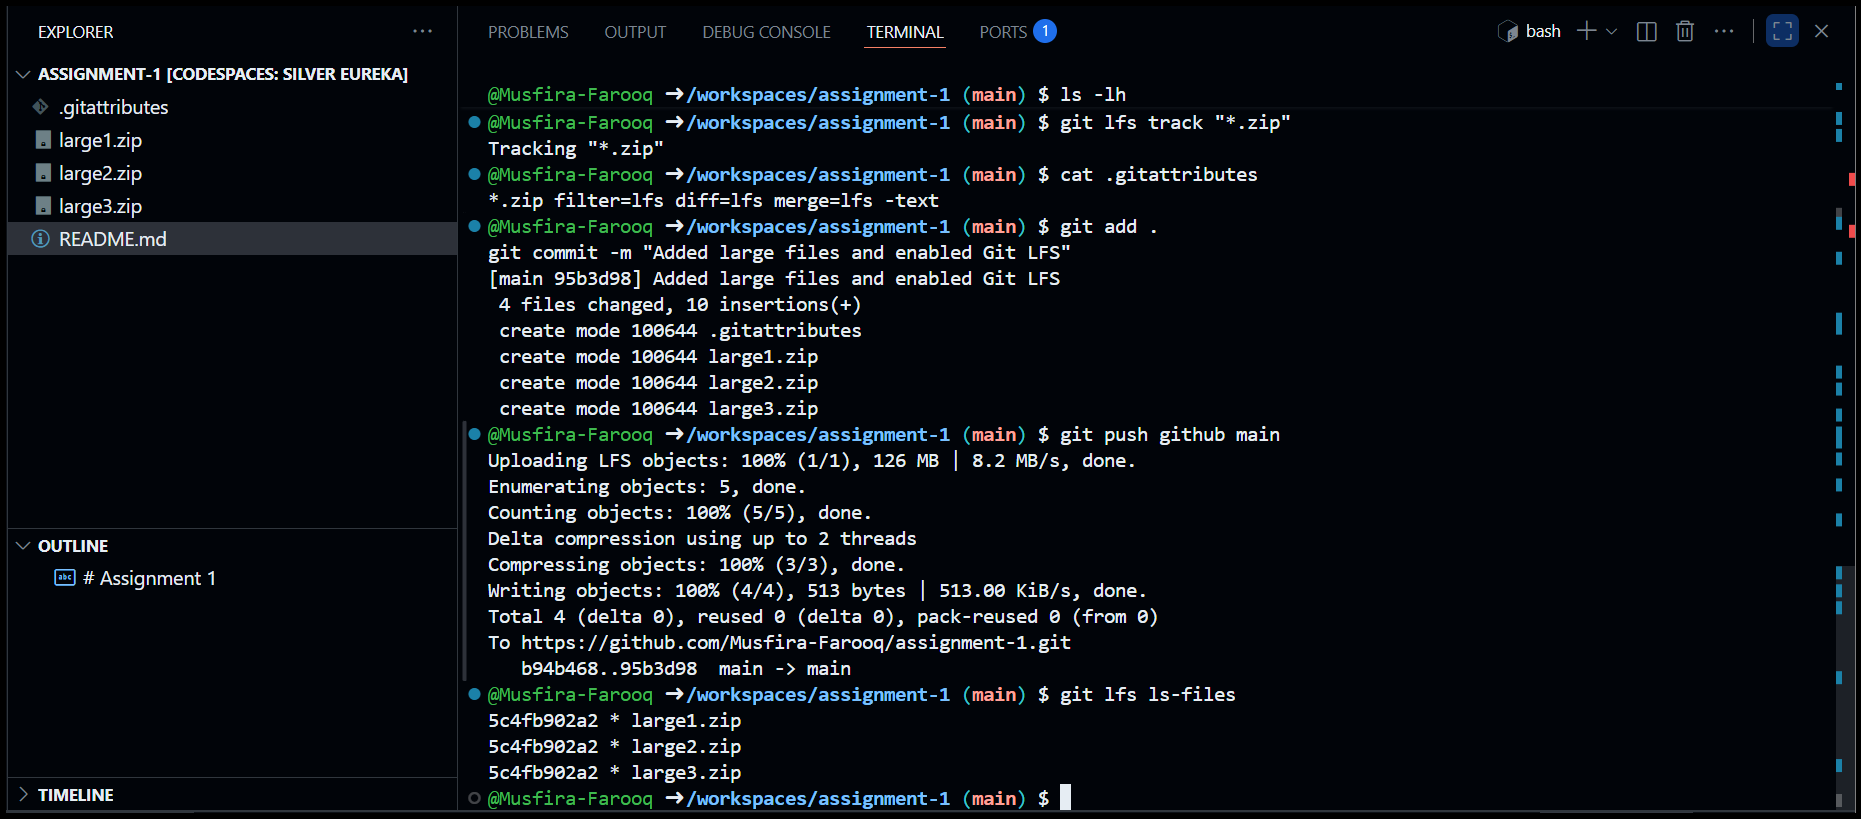 EXPLORER
ASSIGNMENT-1 [CODESPACES: SILVER EUREKA]
.gitattributes
large1.zip
large2.zip
large3.zip
README.md
OUTLINE
abc # Assignment 1
TIMELINE
PROBLEMS OUTPUT DEBUG CONSOLE TERMINAL PORTS 1 bash
@Musfira-Farooq ➜/workspaces/assignment-1 (main) $ ls -lh
@Musfira-Farooq ➜/workspaces/assignment-1 (main) $ git lfs track "*.zip"
Tracking "*.zip"
@Musfira-Farooq ➜/workspaces/assignment-1 (main) $ cat .gitattributes
*.zip filter=lfs diff=lfs merge=lfs -text
@Musfira-Farooq ➜/workspaces/assignment-1 (main) $ git add .
git commit -m "Added large files and enabled Git LFS"
[main 95b3d98] Added large files and enabled Git LFS
4 files changed, 10 insertions(+)
create mode 100644 .gitattributes
create mode 100644 large1.zip
create mode 100644 large2.zip
create mode 100644 large3.zip
@Musfira-Farooq ➜/workspaces/assignment-1 (main) $ git push github main
Uploading LFS objects: 100% (1/1), 126 MB | 8.2 MB/s, done.
Enumerating objects: 5, done.
Counting objects: 100% (5/5), done.
Delta compression using up to 2 threads
Compressing objects: 100% (3/3), done.
Writing objects: 100% (4/4), 513 bytes | 513.00 KiB/s, done.
Total 4 (delta 0), reused 0 (delta 0), pack-reused 0 (from 0)
To https://github.com/Musfira-Farooq/assignment-1.git
b94b468..95b3d98 main -> main
@Musfira-Farooq ➜/workspaces/assignment-1 (main) $ git lfs ls-files
5c4fb902a2 * large1.zip
5c4fb902a2 * large2.zip
5c4fb902a2 * large3.zip
@Musfira-Farooq ➜/workspaces/assignment-1 (main) $